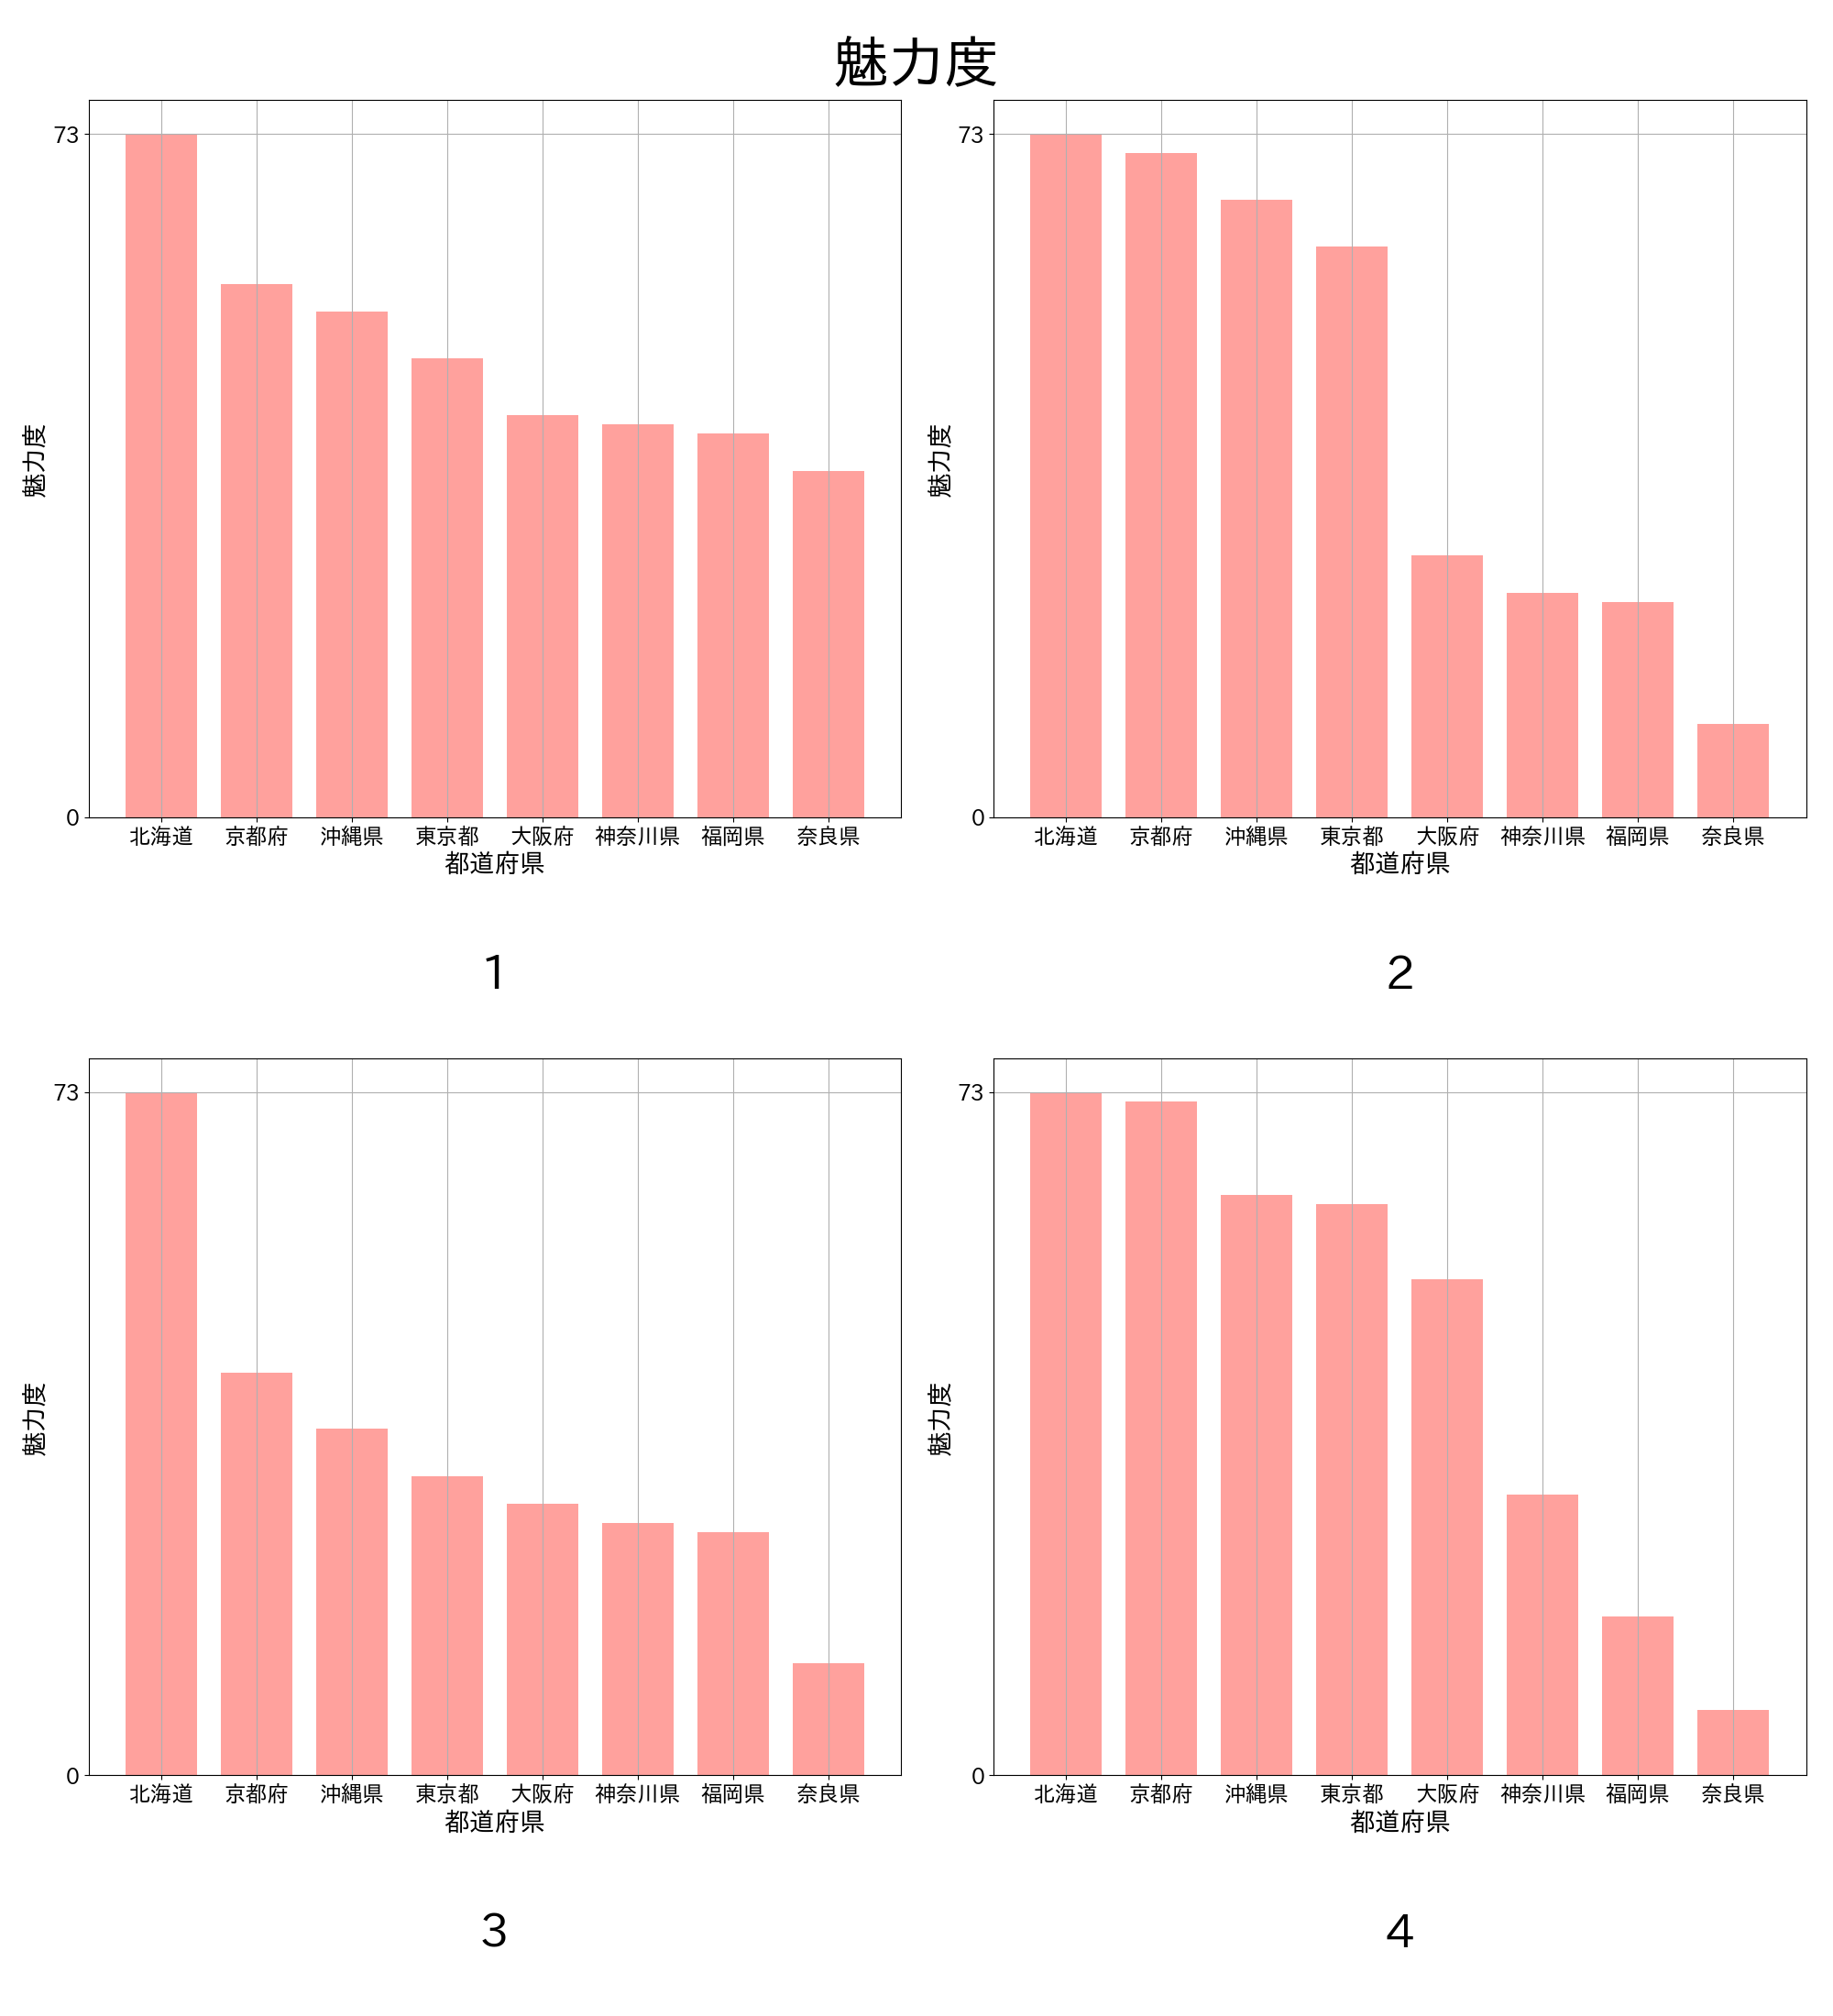 魅力度
73
0
魅力度
北海道 京都府 沖縄県 東京都 大阪府 神奈川県 福岡県 奈良県
都道府県
1
73
0
魅力度
北海道 京都府 沖縄県 東京都 大阪府 神奈川県 福岡県 奈良県
都道府県
2
73
0
魅力度
北海道 京都府 沖縄県 東京都 大阪府 神奈川県 福岡県 奈良県
都道府県
3
73
0
魅力度
北海道 京都府 沖縄県 東京都 大阪府 神奈川県 福岡県 奈良県
都道府県
4